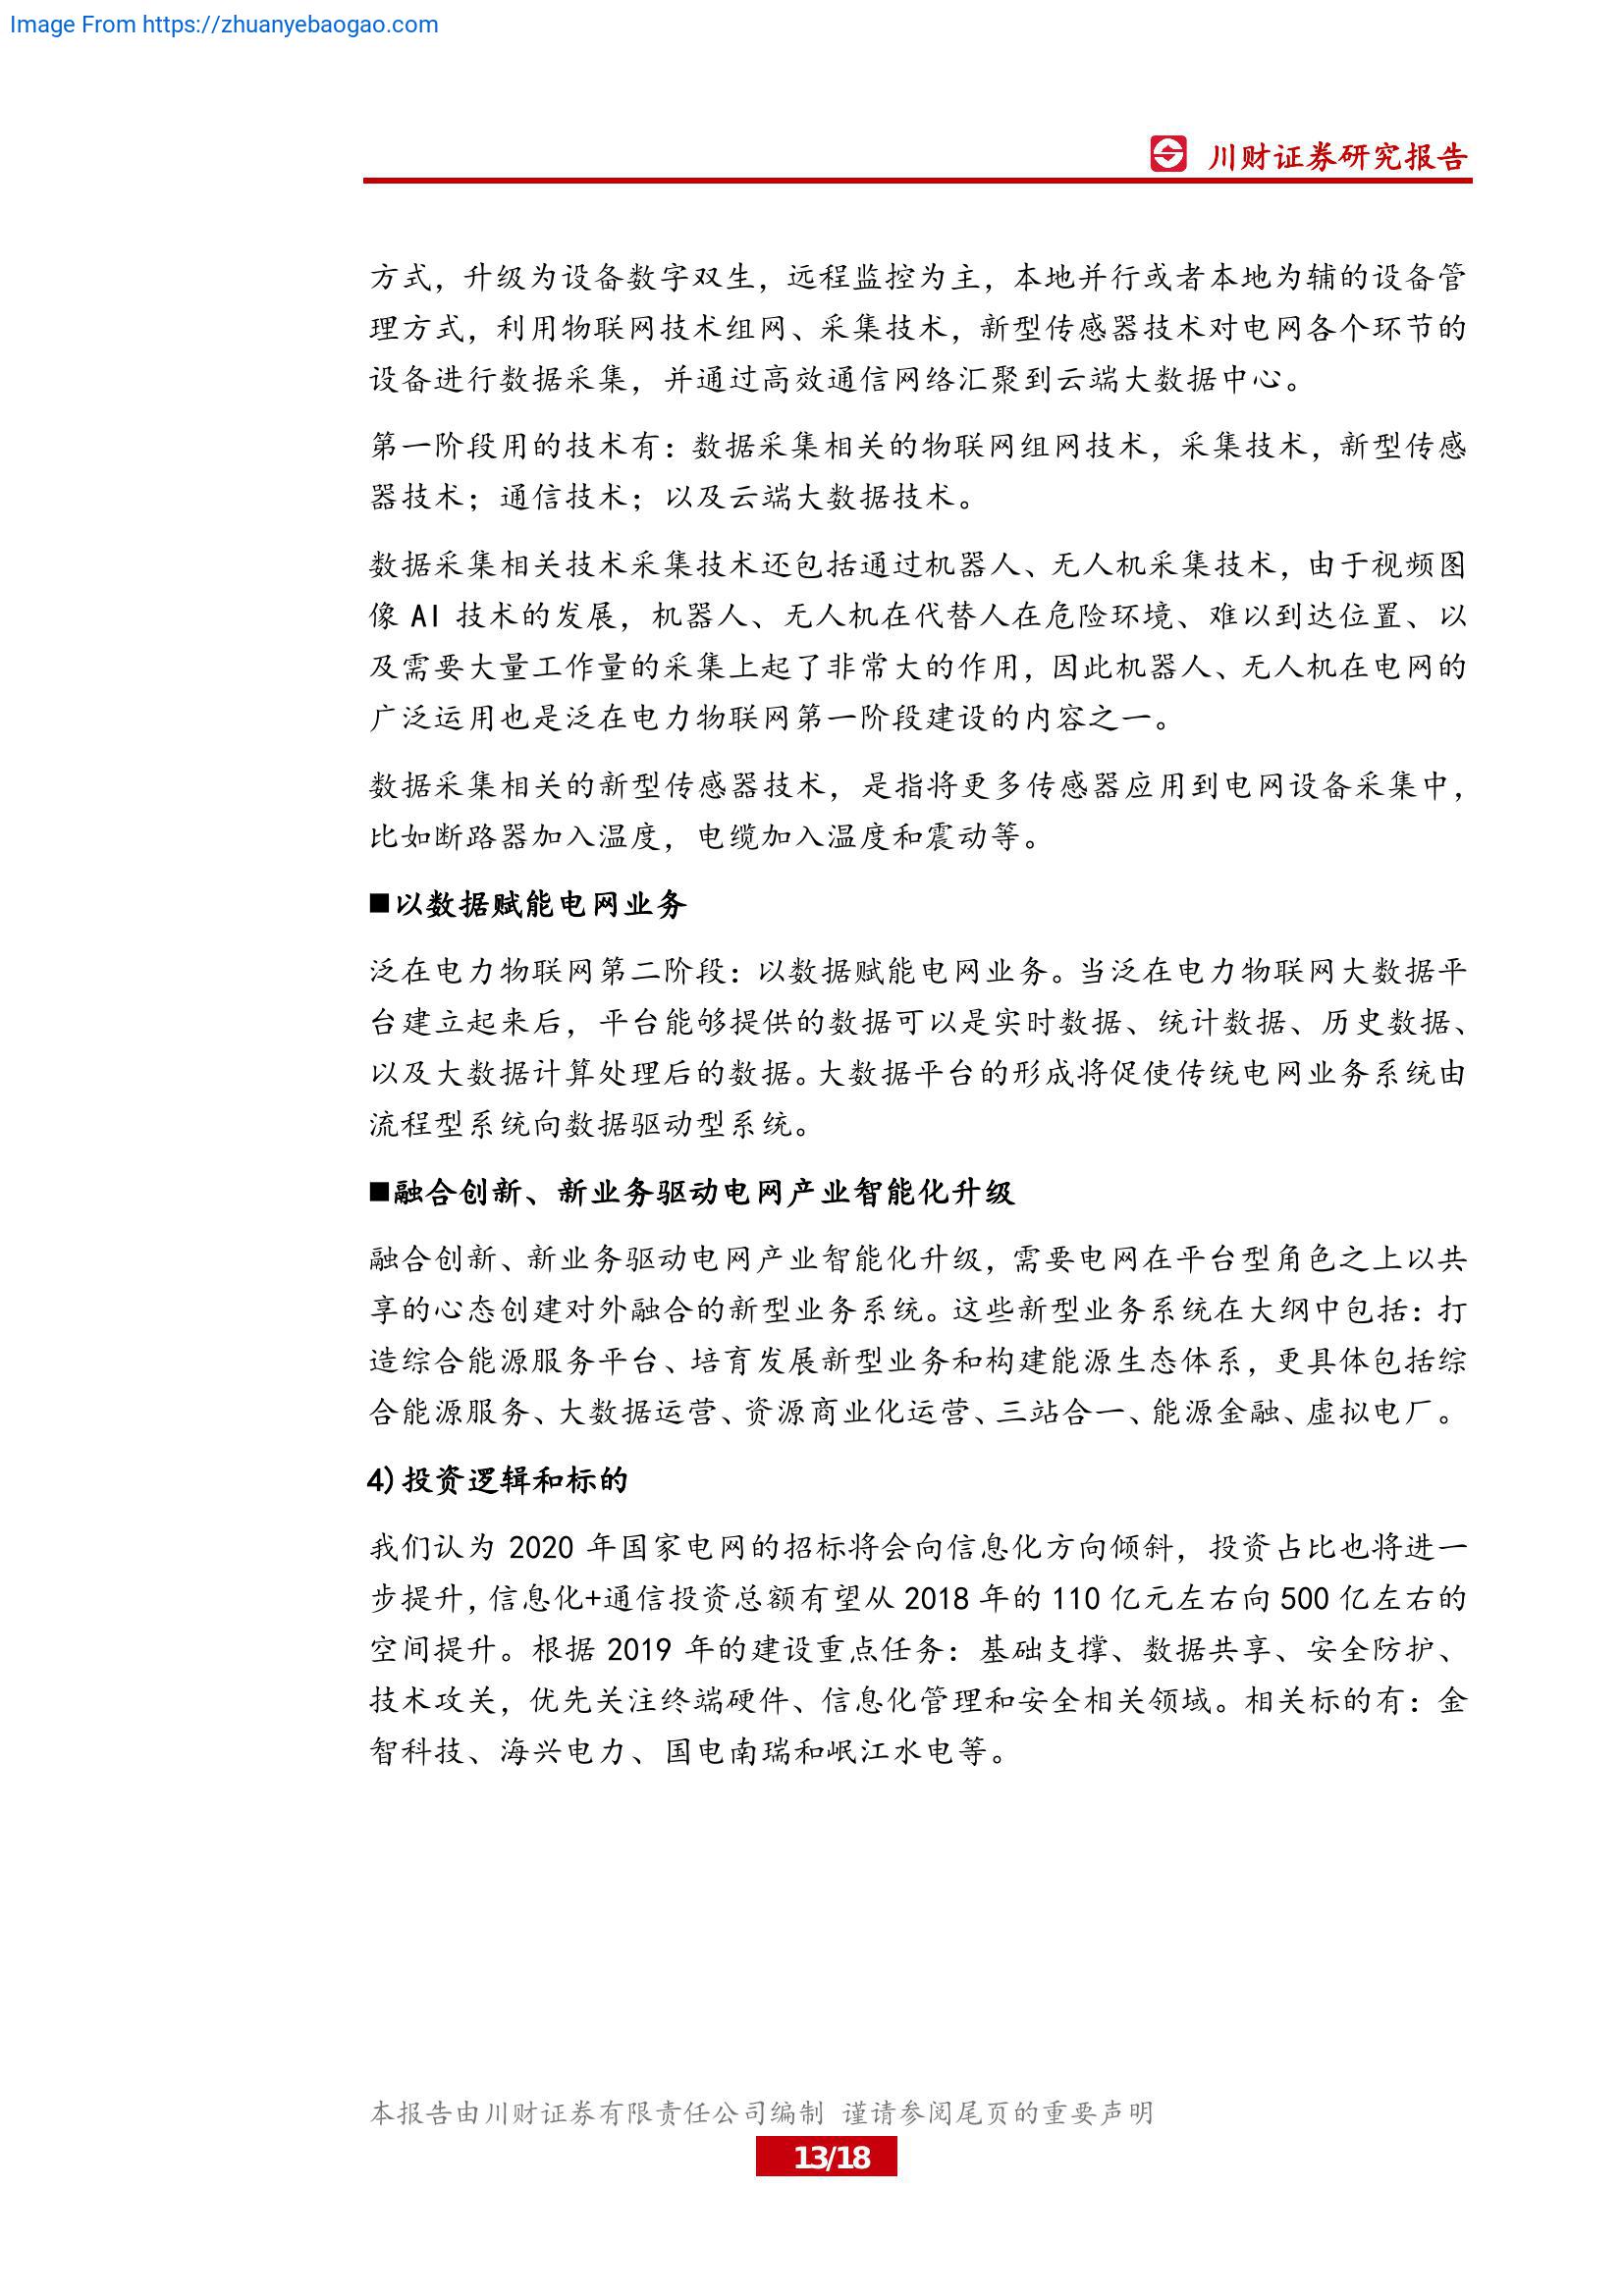 Image From https://zhuanyebaogao.com
川财证券研究报告
方式，升级为设备数字双生，远程监控为主，本地并行或者本地为辅的设备管
理方式，利用物联网技术组网、采集技术，新型传感器技术对电网各个环节的
设备进行数据采集，并通过高效通信网络汇聚到云端大数据中心。
第一阶段用的技术有：数据采集相关的物联网组网技术，采集技术，新型传感
器技术；通信技术；以及云端大数据技术。
数据采集相关技术采集技术还包括通过机器人、无人机采集技术，由于视频图
像 AI 技术的发展，机器人、无人机在代替人在危险环境、难以到达位置、以
及需要大量工作量的采集上起了非常大的作用，因此机器人、无人机在电网的
广泛运用也是泛在电力物联网第一阶段建设的内容之一。
数据采集相关的新型传感器技术，是指将更多传感器应用到电网设备采集中，
比如断路器加入温度，电缆加入温度和震动等。
■以数据赋能电网业务
泛在电力物联网第二阶段：以数据赋能电网业务。当泛在电力物联网大数据平
台建立起来后，平台能够提供的数据可以是实时数据、统计数据、历史数据、
以及大数据计算处理后的数据。大数据平台的形成将促使传统电网业务系统由
流程型系统向数据驱动型系统。
■融合创新、新业务驱动电网产业智能化升级
融合创新、新业务驱动电网产业智能化升级，需要电网在平台型角色之上以共
享的心态创建对外融合的新型业务系统。这些新型业务系统在大纲中包括：打
造综合能源服务平台、培育发展新型业务和构建能源生态体系，更具体包括综
合能源服务、大数据运营、资源商业化运营、三站合一、能源金融、虚拟电厂。
4)投资逻辑和标的
我们认为 2020 年国家电网的招标将会向信息化方向倾斜，投资占比也将进一
步提升，信息化+通信投资总额有望从 2018 年的 110 亿元左右向 500 亿左右的
空间提升。根据 2019 年的建设重点任务：基础支撑、数据共享、安全防护、
技术攻关，优先关注终端硬件、信息化管理和安全相关领域。相关标的有：金
智科技、海兴电力、国电南瑞和岷江水电等。
本报告由川财证券有限责任公司编制 谨请参阅尾页的重要声明
13/18